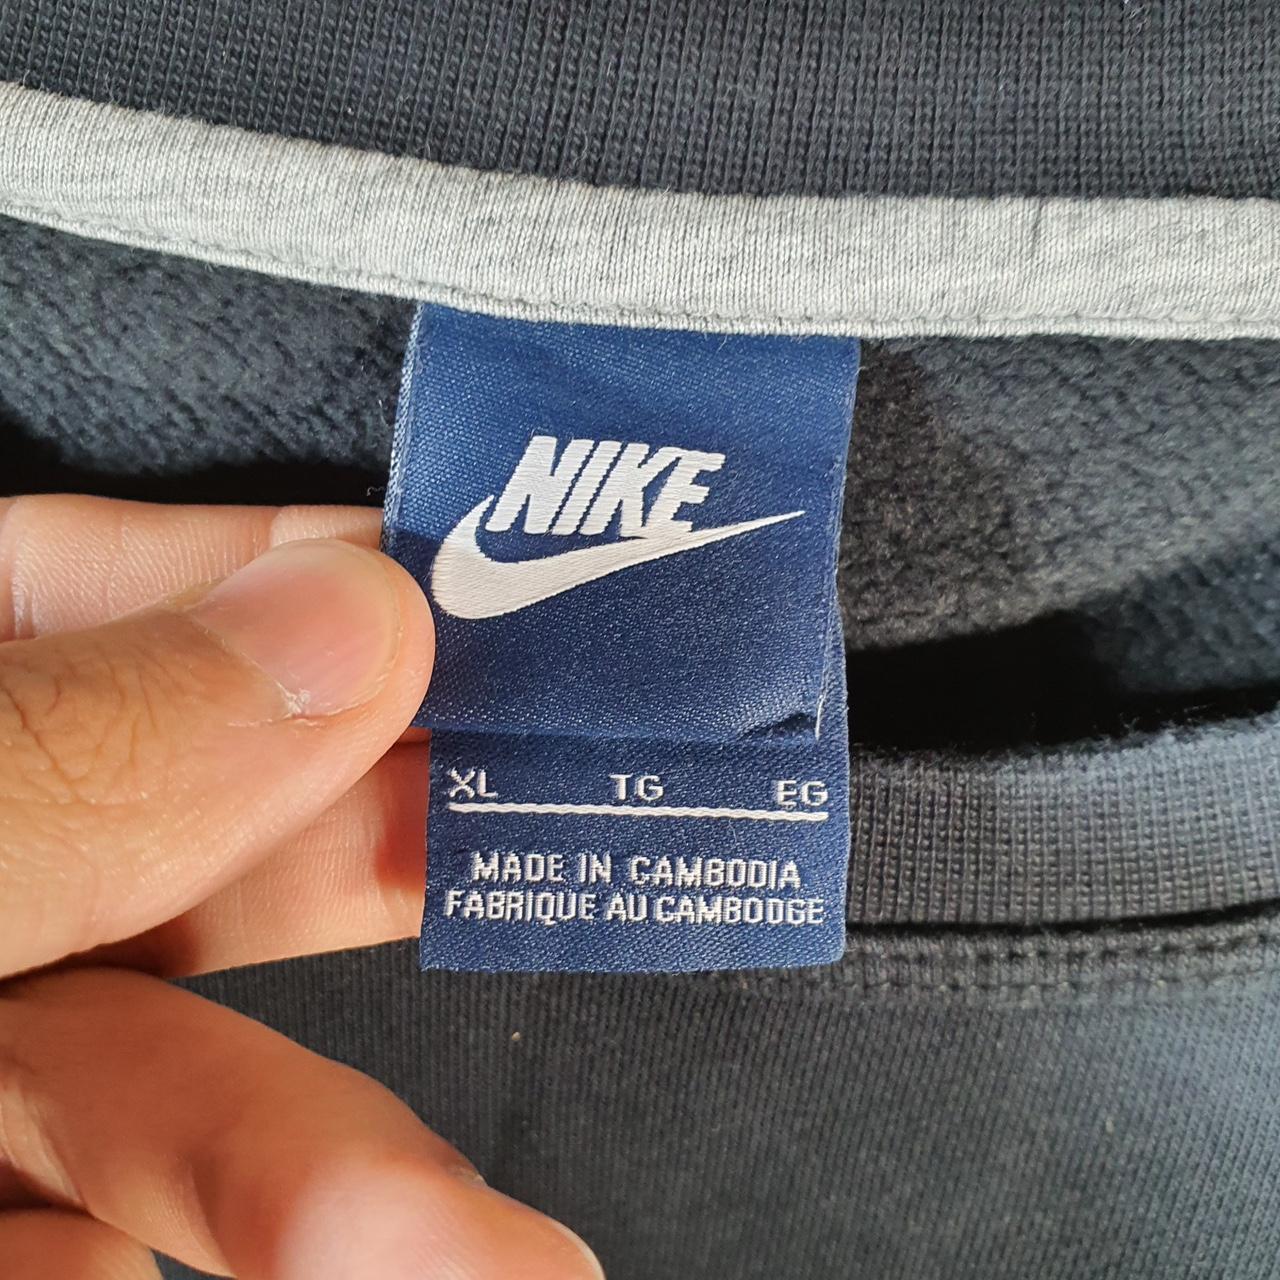 NIKE
XL TG EG
MADE IN CAMBODIA
FABRIQUE AU CAMBODGE